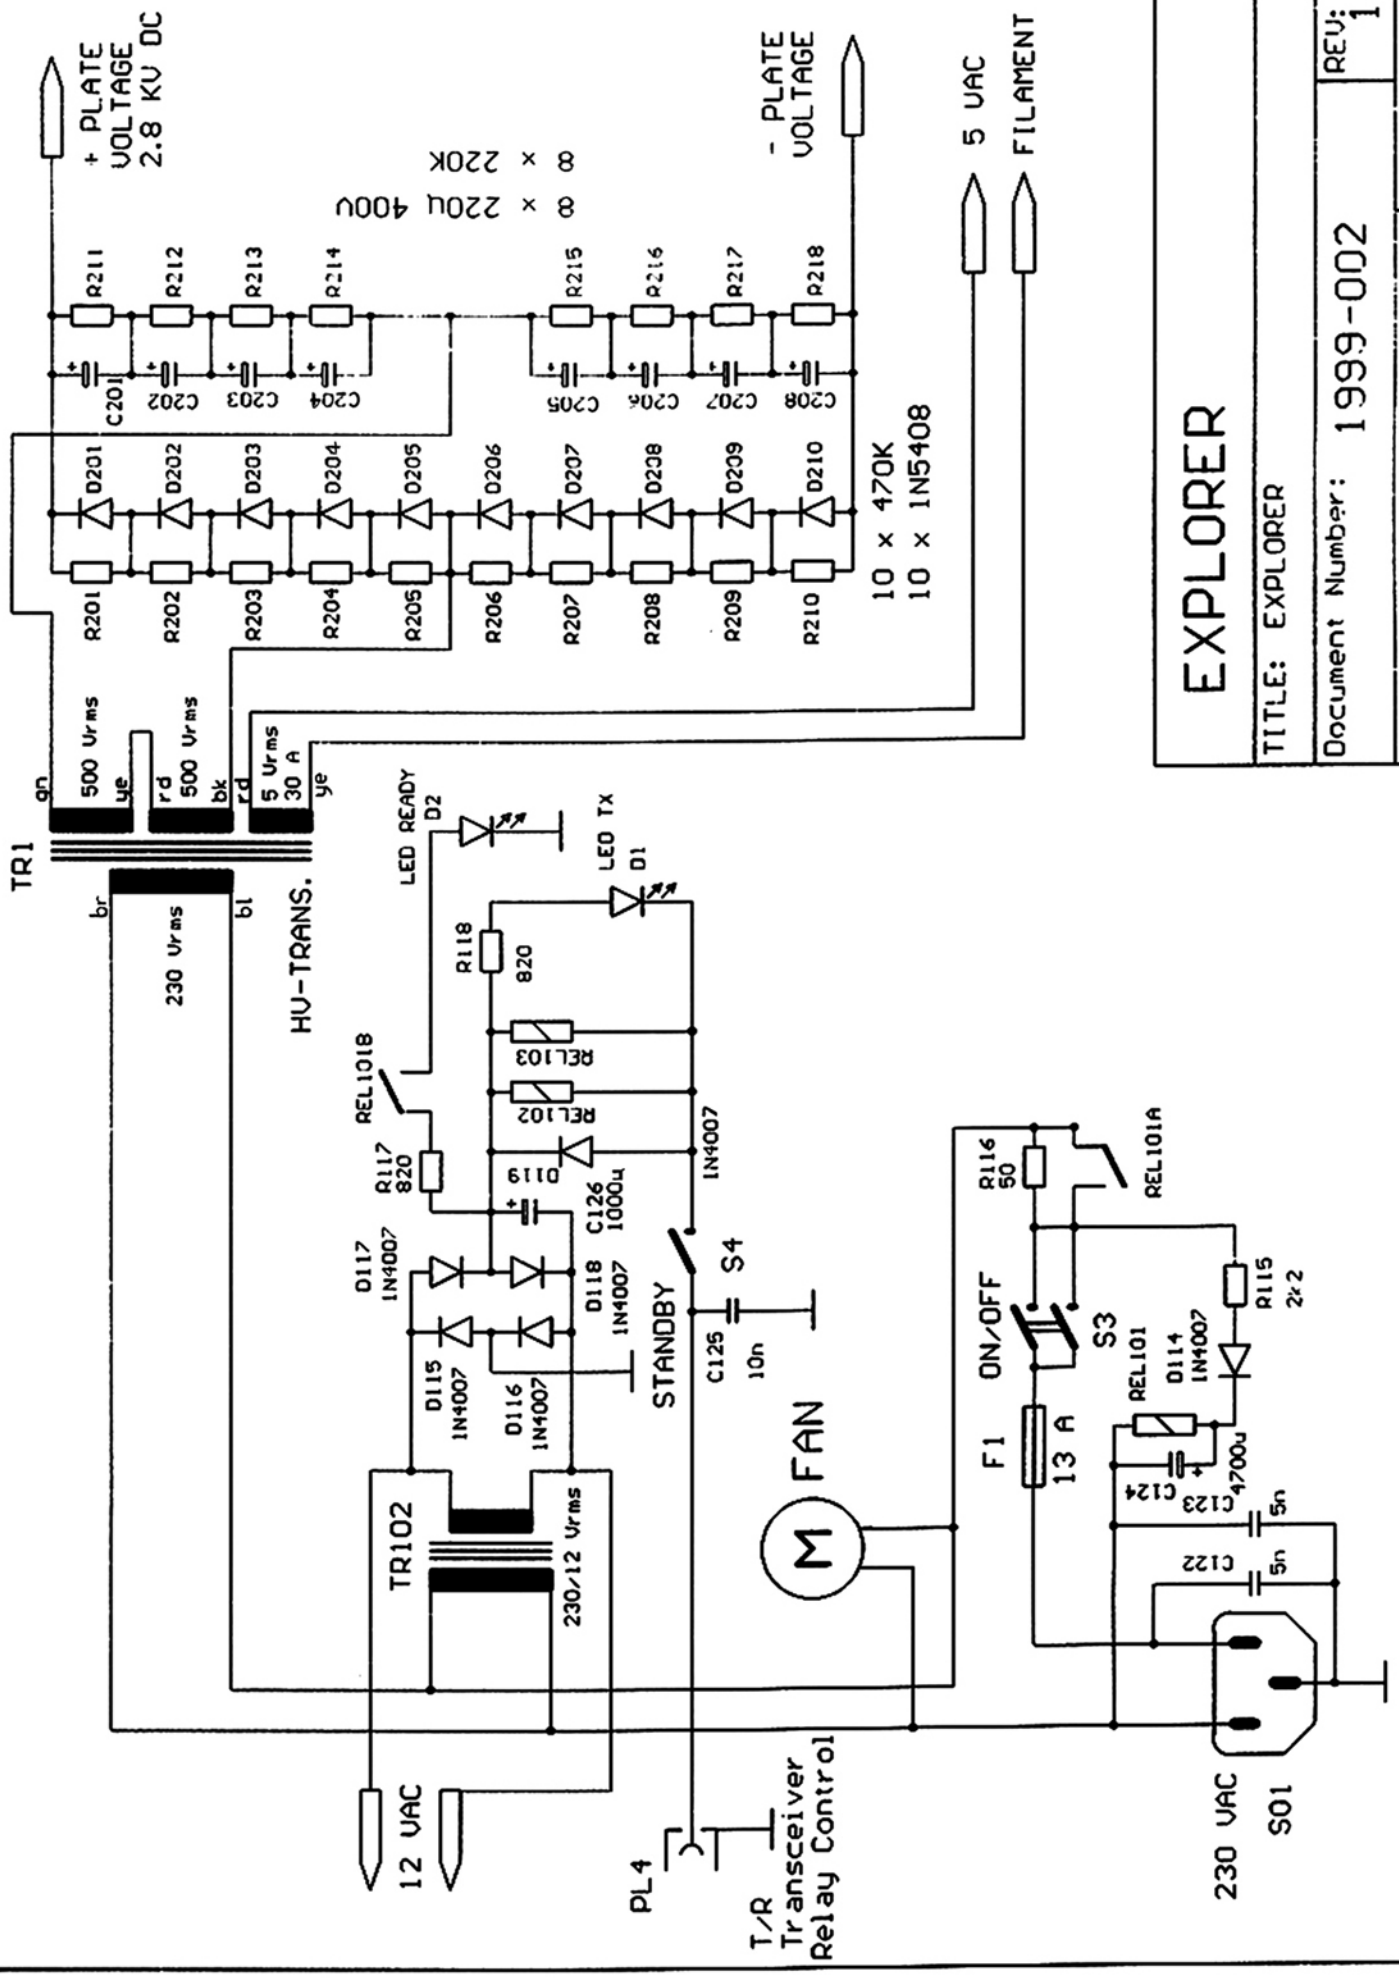 + PLATE
VOLTAGE
2.8 KV DC
- PLATE
VOLTAGE
5 VAC
FILAMENT
8 x 220K
8 x 220u 400V
R211
R212
R213
R214
R215
R216
R217
R218
C201
C202
C203
C204
C205
C206
C207
C208
D201
D202
D203
D204
D205
D206
D207
D208
D209
D210
10 x 470K
10 x 1N5408
R201
R202
R203
R204
R205
R206
R207
R208
R209
R210
TR1
gn
500 Vrms
ye
rd
500 Vrms
bk
rd
5 Vrms
30 A
ye
br
230 Vrms
bl
HV-TRANS.
LED READY
D2
LED TX
D1
R118
820
REL103
REL102
REL101B
R117
820
D119
1N4007
C126
1000u
D117
1N4007
D118
1N4007
D115
1N4007
D116
1N4007
STANDBY
S4
C125
10n
TR102
230/12 Vrms
12 VAC
FAN
M
PL4
T/R
Transceiver
Relay Control
R116
50
REL101A
ON/OFF
S3
F1
13 A
R115
2k2
D114
1N4007
REL101
C124
4700u
C123
5n
C122
5n
230 VAC
SO1
EXPLORER
TITLE: EXPLORER
Document Number:
1999-002
REV:
1